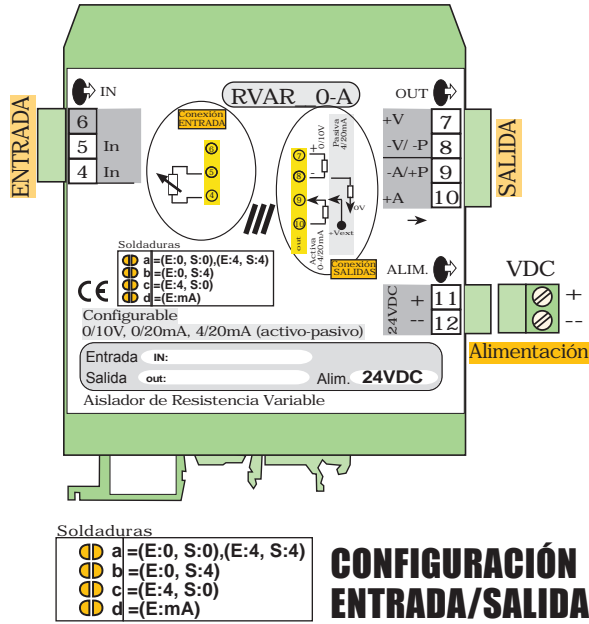 RVAR__0-A
IN
ENTRADA
6
5 In
4 In
Conexión
ENTRADA
6
5
4
7
8
9
10
out
+
-
0/10V
Pasiva
4/20mA
0V
+Vext
Activa
0-4/20mA
Conexión
SALIDAS
OUT
+V 7
-V/ -P 8
-A/+P 9
+A 10
SALIDA
Soldaduras
a =(E:0, S:0),(E:4, S:4)
b =(E:0, S:4)
c =(E:4, S:0)
d =(E:mA)
CE
ALIM.
24VDC
+ 11
-- 12
VDC
+
--
Alimentación
Configurable
0/10V, 0/20mA, 4/20mA (activo-pasivo)
Entrada IN:
Salida out: Alim. 24VDC
Aislador de Resistencia Variable
Soldaduras
a =(E:0, S:0),(E:4, S:4)
b =(E:0, S:4)
c =(E:4, S:0)
d =(E:mA)
CONFIGURACIÓN
ENTRADA/SALIDA